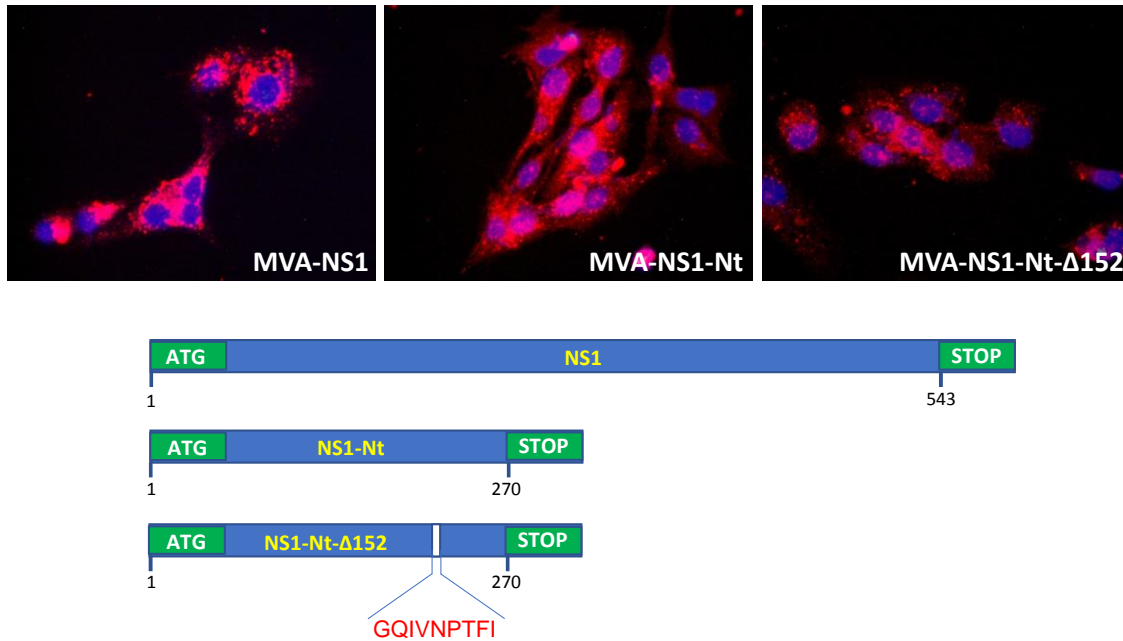 MVA-NS1
MVA-NS1-Nt
MVA-NS1-Nt-Δ152
ATG
NS1
STOP
1
543
ATG
NS1-Nt
STOP
1
270
ATG
NS1-Nt-Δ152
STOP
1
270
GQIVNPTFI